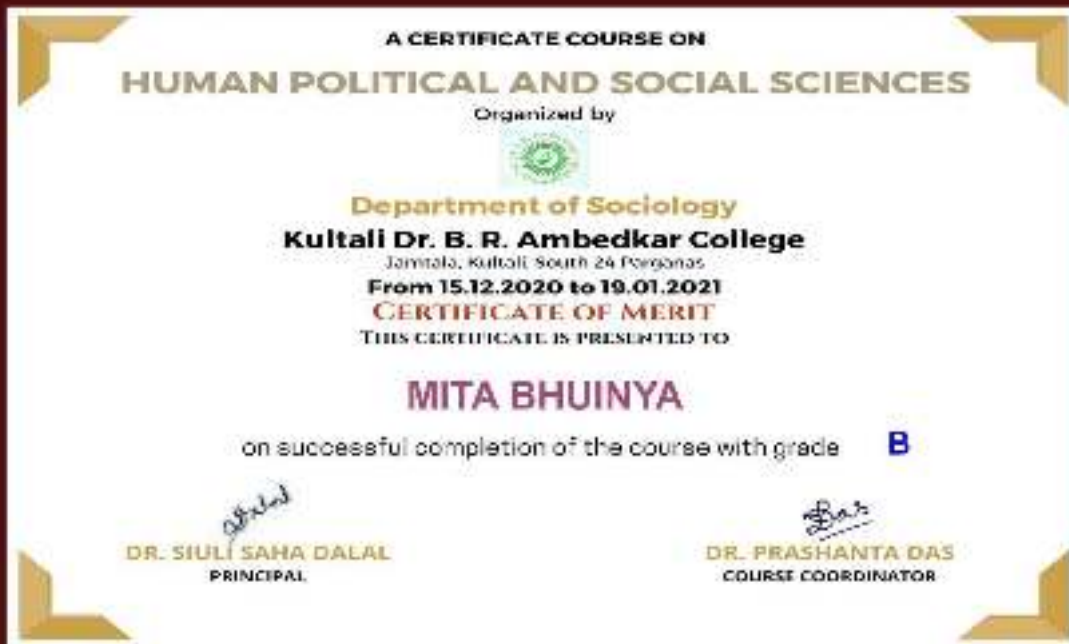 A CERTIFICATE COURSE ON
HUMAN POLITICAL AND SOCIAL SCIENCES
Organized by
Department of Sociology
Kultali Dr. B. R. Ambedkar College
Jamtala, Kultali, South 24 Parganas
From 15.12.2020 to 19.01.2021
CERTIFICATE OF MERIT
THIS CERTIFICATE IS PRESENTED TO
MITA BHUINYA
on successful completion of the course with grade B
DR. SIULI SAHA DALAL
PRINCIPAL
Das
DR. PRASHANTA DAS
COURSE COORDINATOR